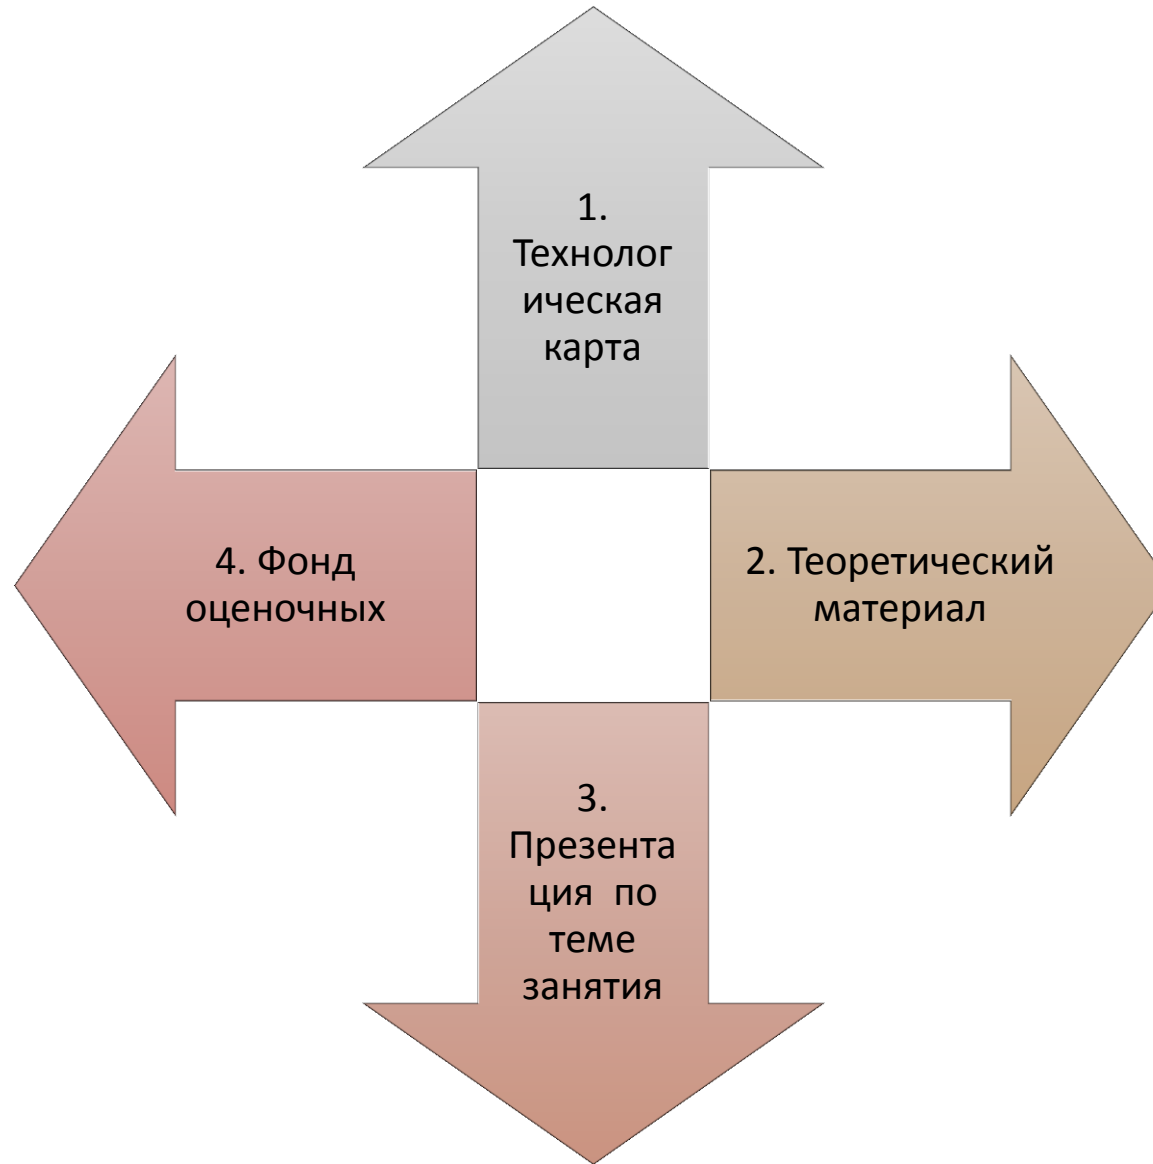 1.
Технолог
ическая
карта
4. Фонд
оценочных
2. Теоретический
материал
3.
Презента
ция  по
теме
занятия